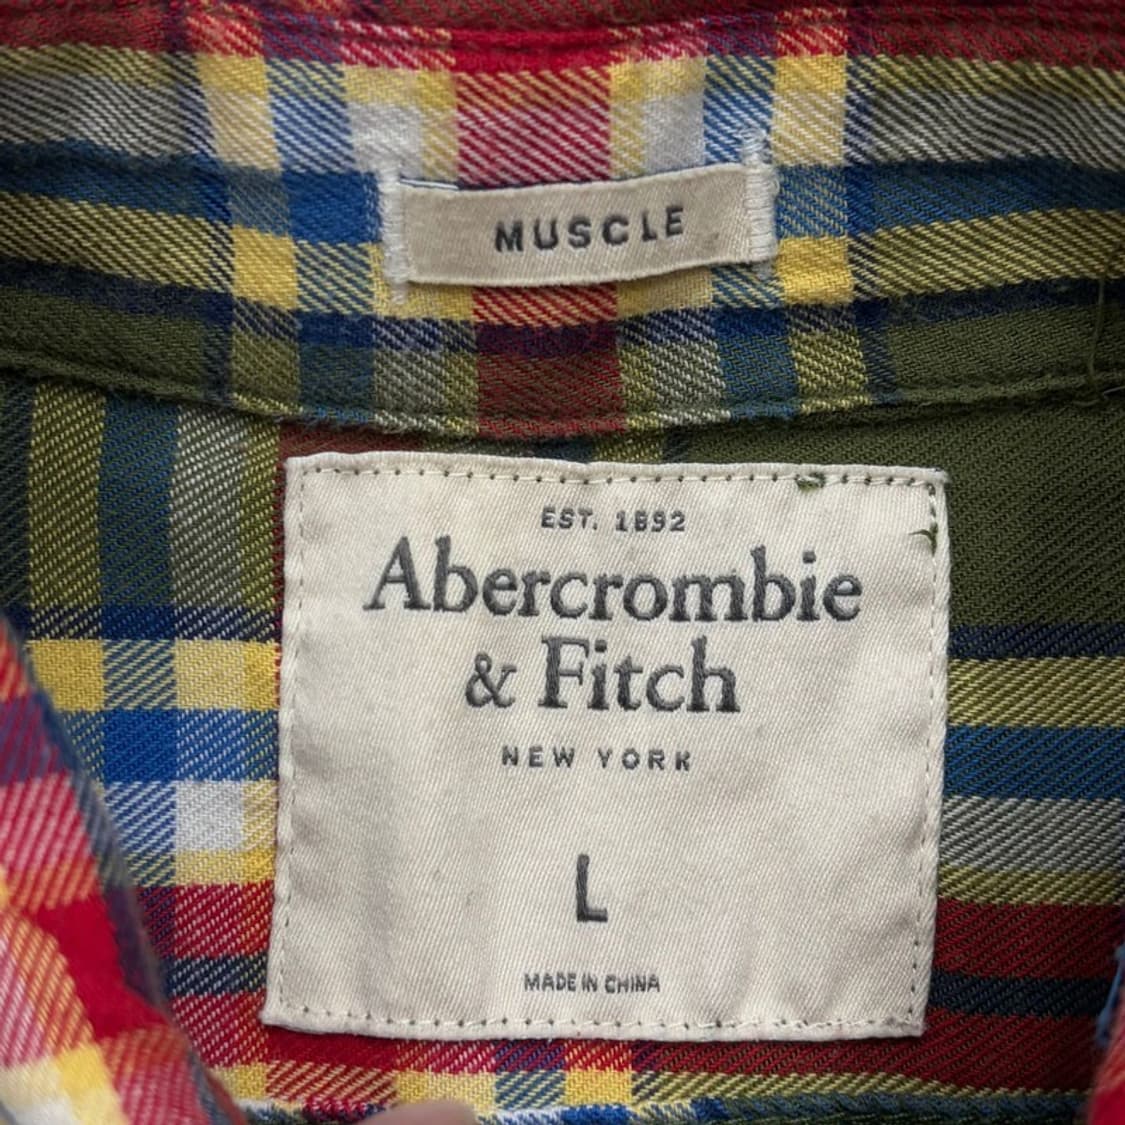 MUSCLE
EST. 1892
Abercrombie
& Fitch
NEW YORK
L
MADE IN CHINA